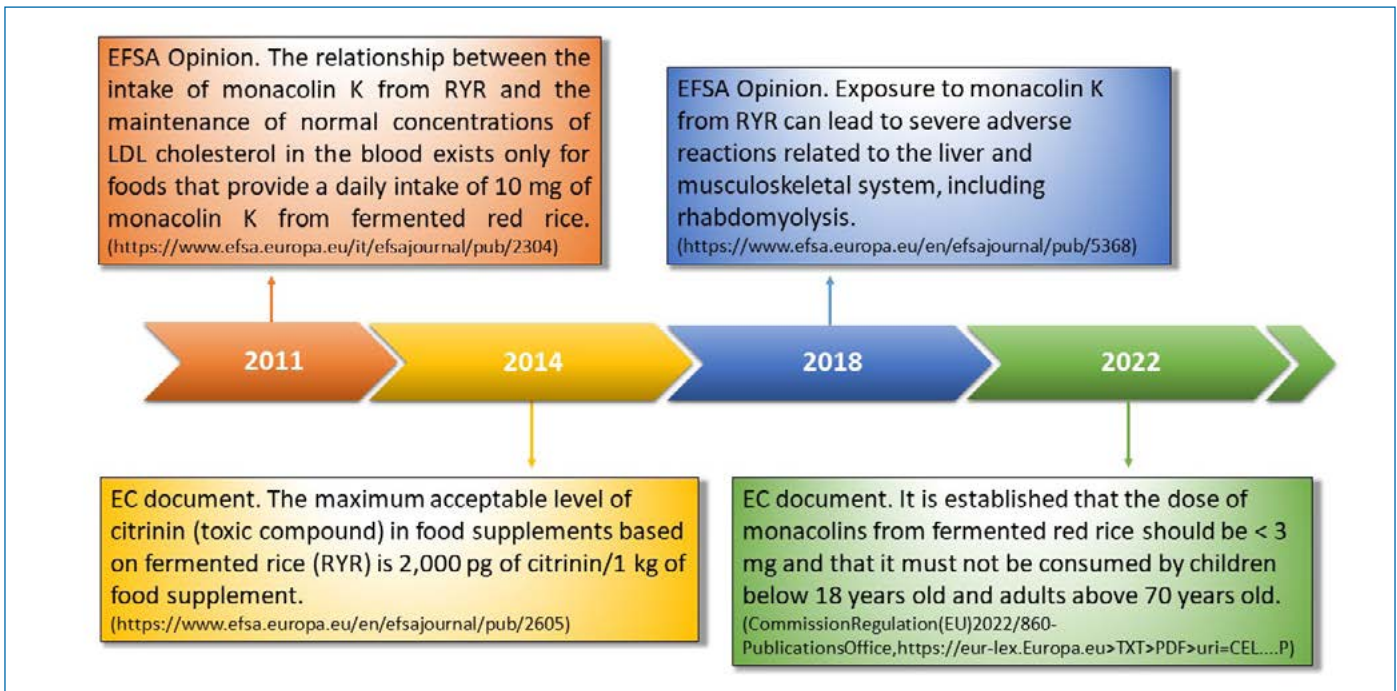 EFSA Opinion. The relationship between the
intake of monacolin K from RYR and the
maintenance of normal concentrations of
LDL cholesterol in the blood exists only for
foods that provide a daily intake of 10 mg of
monacolin K from fermented red rice.
(https://www.efsa.europa.eu/it/efsajournal/pub/2304)
EFSA Opinion. Exposure to monacolin K
from RYR can lead to severe adverse
reactions related to the liver and
musculoskeletal system, including
rhabdomyolysis.
(https://www.efsa.europa.eu/en/efsajournal/pub/5368)
2011
2014
2018
2022
EC document. The maximum acceptable level of
citrinin (toxic compound) in food supplements based
on fermented rice (RYR) is 2,000 pg of citrinin/1 kg of
food supplement.
(https://www.efsa.europa.eu/en/efsajournal/pub/2605)
EC document. It is established that the dose of
monacolins from fermented red rice should be < 3
mg and that it must not be consumed by children
below 18 years old and adults above 70 years old.
(CommissionRegulation(EU)2022/860-
PublicationsOffice,https://eur-lex.Europa.eu>TXT>PDF>uri=CEL....P)